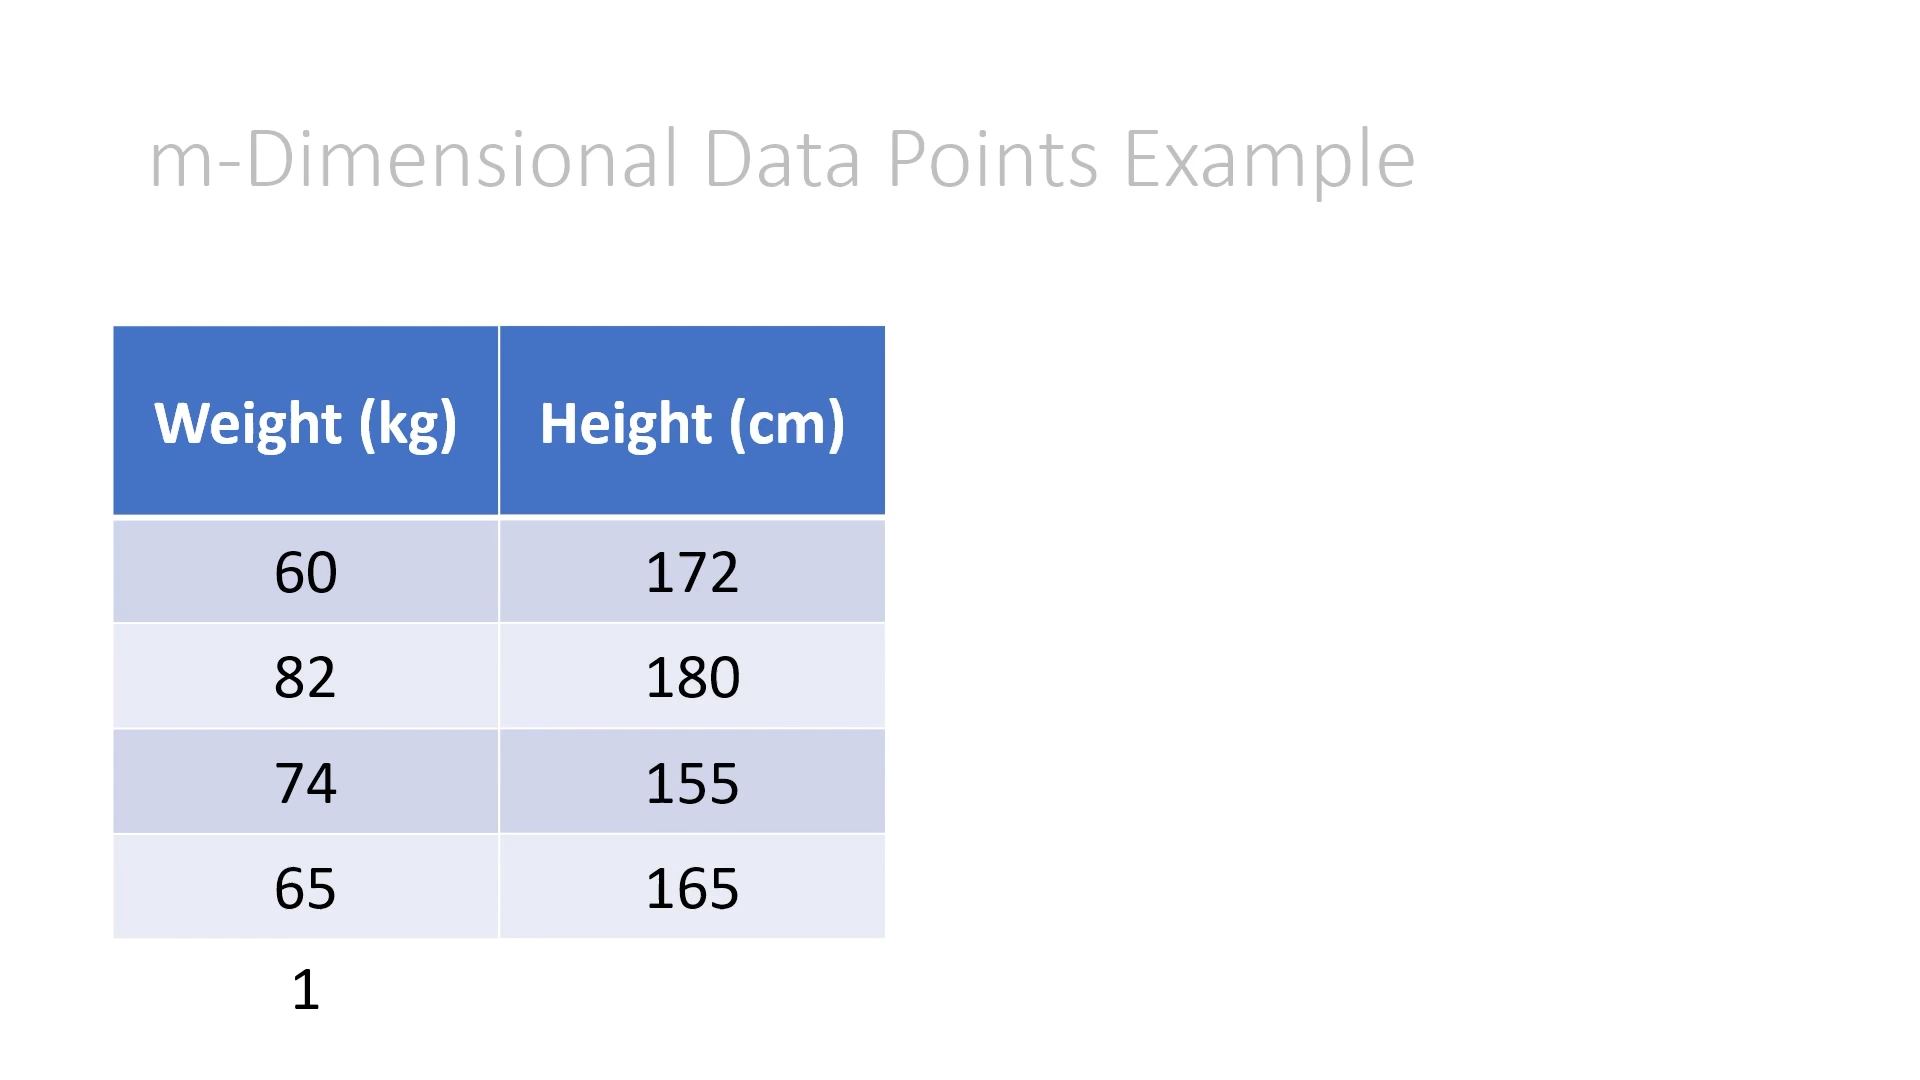 m-Dimensional Data Points Example
Weight (kg) Height (cm)
60 172
82 180
74 155
65 165
1